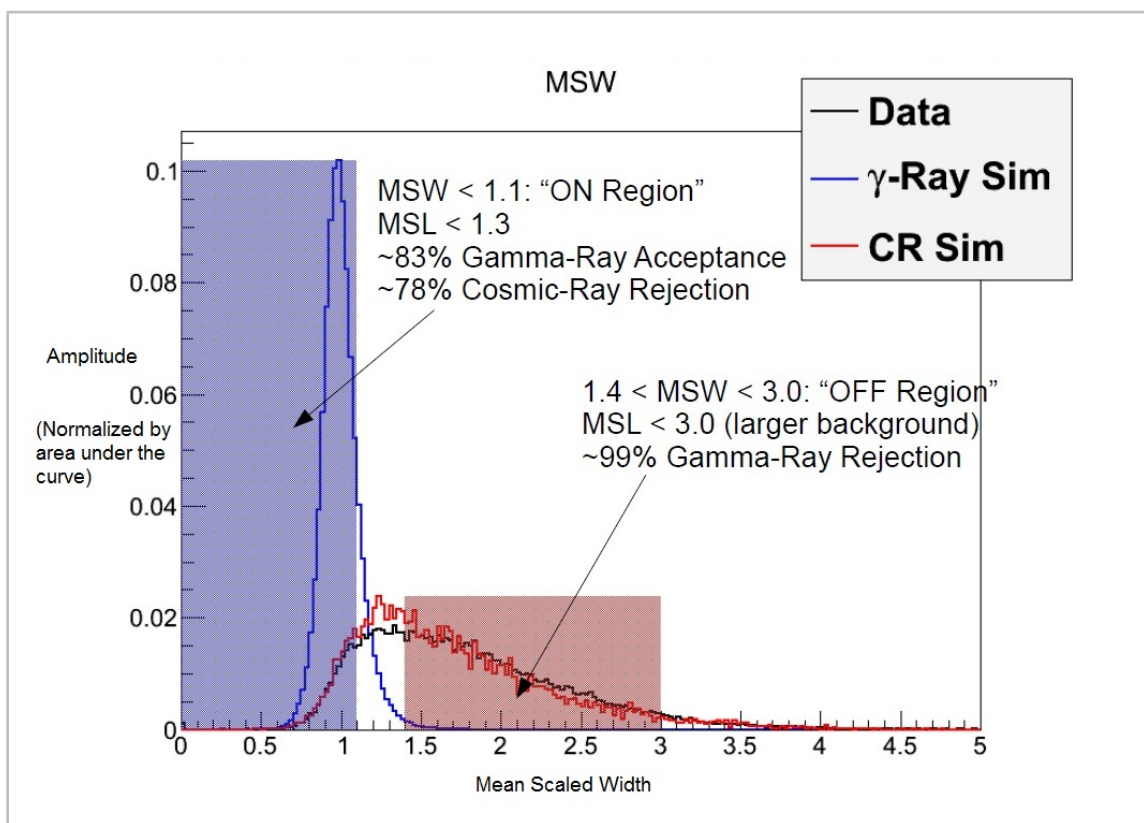 MSW
Data
γ-Ray Sim
CR Sim
MSW < 1.1: “ON Region”
MSL < 1.3
~83% Gamma-Ray Acceptance
~78% Cosmic-Ray Rejection
1.4 < MSW < 3.0: “OFF Region”
MSL < 3.0 (larger background)
~99% Gamma-Ray Rejection
Amplitude
(Normalized by
area under the
curve)
0.1
0.08
0.06
0.04
0.02
0
0 0.5 1 1.5 2 2.5 3 3.5 4 4.5 5
Mean Scaled Width